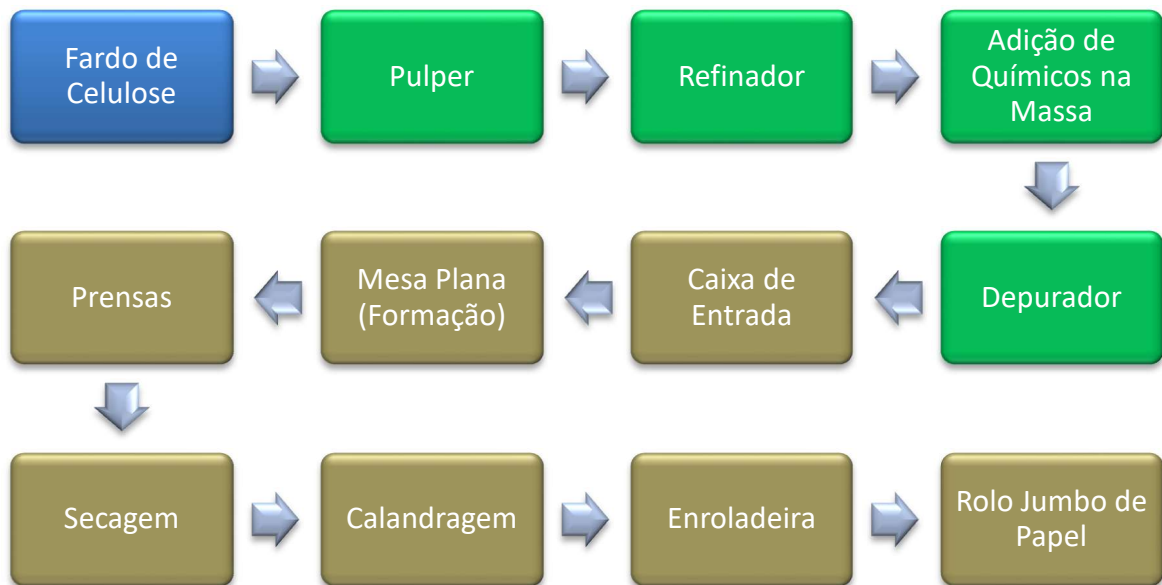 Fardo de
Celulose
Pulper
Refinador
Adição de
Químicos na
Massa
Depurador
Caixa de
Entrada
Mesa Plana
(Formação)
Prensas
Secagem
Calandragem
Enroladeira
Rolo Jumbo de
Papel